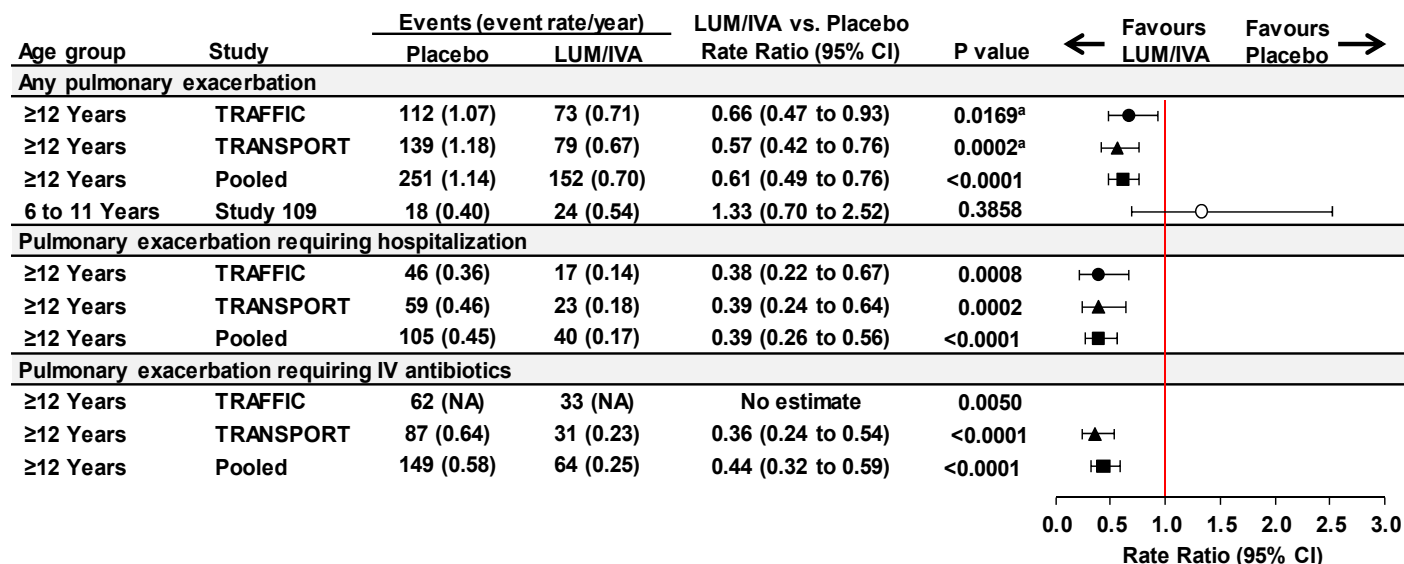 Events (event rate/year) LUM/IVA vs. Placebo Favours Favours
Age group Study Placebo LUM/IVA Rate Ratio (95% CI) P value LUM/IVA Placebo
Any pulmonary exacerbation
≥12 Years TRAFFIC 112 (1.07) 73 (0.71) 0.66 (0.47 to 0.93) 0.0169ᵃ
≥12 Years TRANSPORT 139 (1.18) 79 (0.67) 0.57 (0.42 to 0.76) 0.0002ᵃ
≥12 Years Pooled 251 (1.14) 152 (0.70) 0.61 (0.49 to 0.76) <0.0001
6 to 11 Years Study 109 18 (0.40) 24 (0.54) 1.33 (0.70 to 2.52) 0.3858
Pulmonary exacerbation requiring hospitalization
≥12 Years TRAFFIC 46 (0.36) 17 (0.14) 0.38 (0.22 to 0.67) 0.0008
≥12 Years TRANSPORT 59 (0.46) 23 (0.18) 0.39 (0.24 to 0.64) 0.0002
≥12 Years Pooled 105 (0.45) 40 (0.17) 0.39 (0.26 to 0.56) <0.0001
Pulmonary exacerbation requiring IV antibiotics
≥12 Years TRAFFIC 62 (NA) 33 (NA) No estimate 0.0050
≥12 Years TRANSPORT 87 (0.64) 31 (0.23) 0.36 (0.24 to 0.54) <0.0001
≥12 Years Pooled 149 (0.58) 64 (0.25) 0.44 (0.32 to 0.59) <0.0001
0.0 0.5 1.0 1.5 2.0 2.5 3.0
Rate Ratio (95% CI)